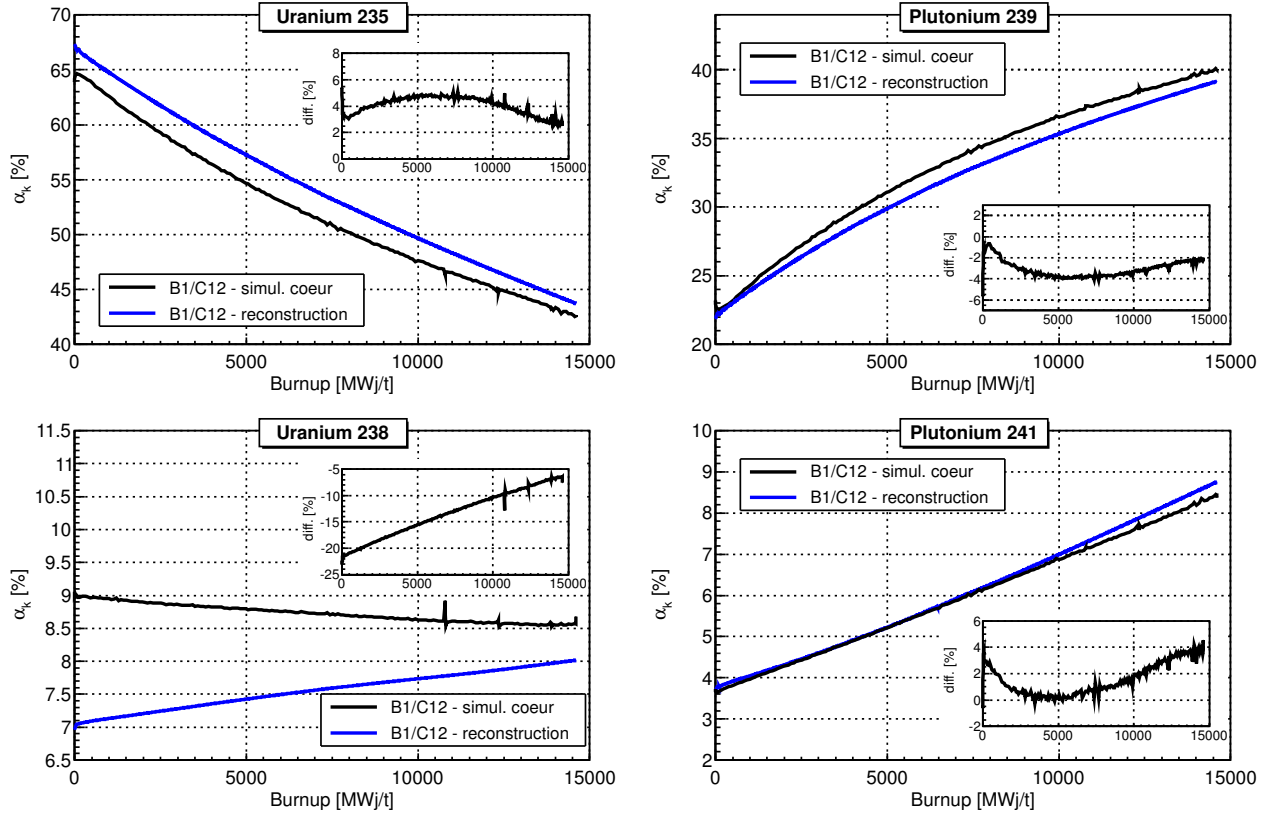 Uranium 235
70
65
60
55
50
45
40
α_k [%]
0 5000 10000 15000
Burnup [MWj/t]
B1/C12 - simul. coeur
B1/C12 - reconstruction
diff. [%]
8
6
4
2
0
0 5000 10000 15000
Plutonium 239
40
35
30
25
20
α_k [%]
0 5000 10000 15000
Burnup [MWj/t]
B1/C12 - simul. coeur
B1/C12 - reconstruction
diff. [%]
2
0
-2
-4
-6
0 5000 10000 15000
Uranium 238
11.5
11
10.5
10
9.5
9
8.5
8
7.5
7
6.5
α_k [%]
0 5000 10000 15000
Burnup [MWj/t]
B1/C12 - simul. coeur
B1/C12 - reconstruction
diff. [%]
-5
-10
-15
-20
-25
0 5000 10000 15000
Plutonium 241
10
9
8
7
6
5
4
3
2
α_k [%]
0 5000 10000 15000
Burnup [MWj/t]
B1/C12 - simul. coeur
B1/C12 - reconstruction
diff. [%]
6
4
2
0
-2
0 5000 10000 15000